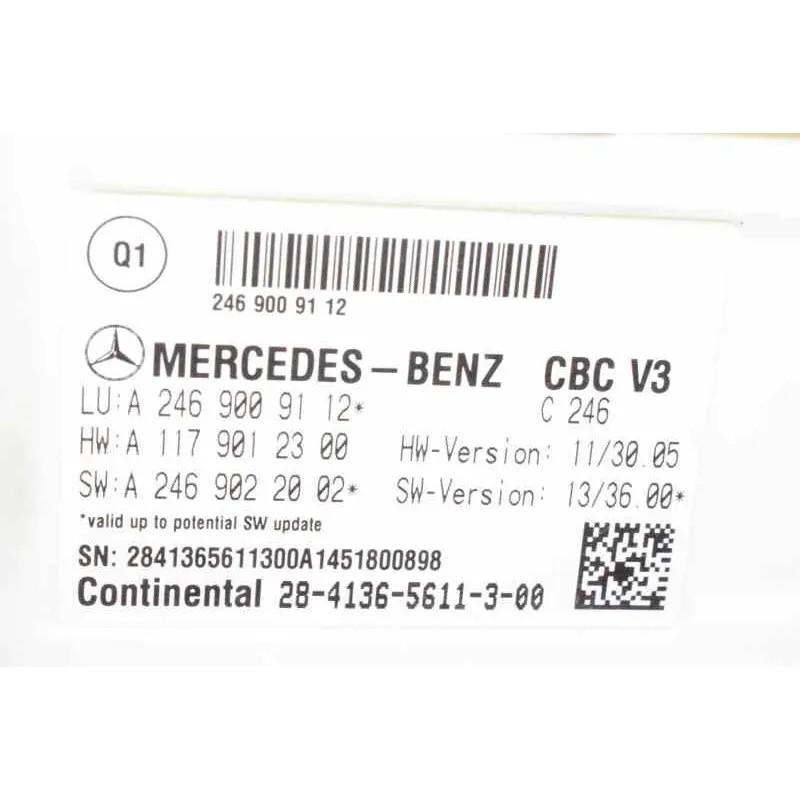 Q1
246 900 91 12
MERCEDES-BENZ CBC V3
LU:A 246 900 91 12* C 246
HW:A 117 901 23 00 HW-Version: 11/30.05
SW:A 246 902 20 02* SW-Version: 13/36.00*
*valid up to potential SW update
SN: 2841365611300A1451800898
Continental 28-4136-5611-3-00